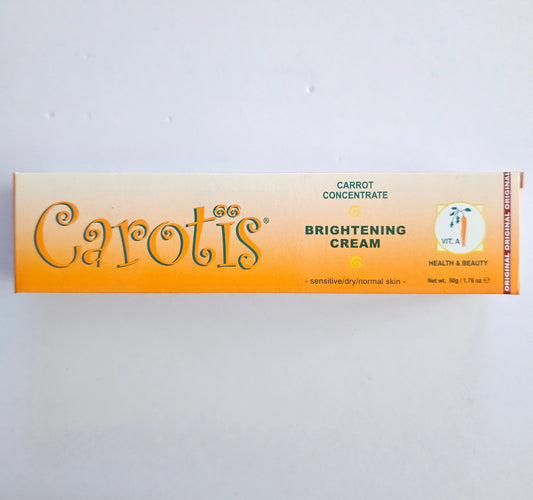 Carotïs®
CARROT
CONCENTRATE
BRIGHTENING
CREAM
- sensitive/dry/normal skin -
VIT. A
HEALTH & BEAUTY
Net wt. 50g / 1,76 oz. ℮
ORIGINAL ORIGINAL ORIGINAL